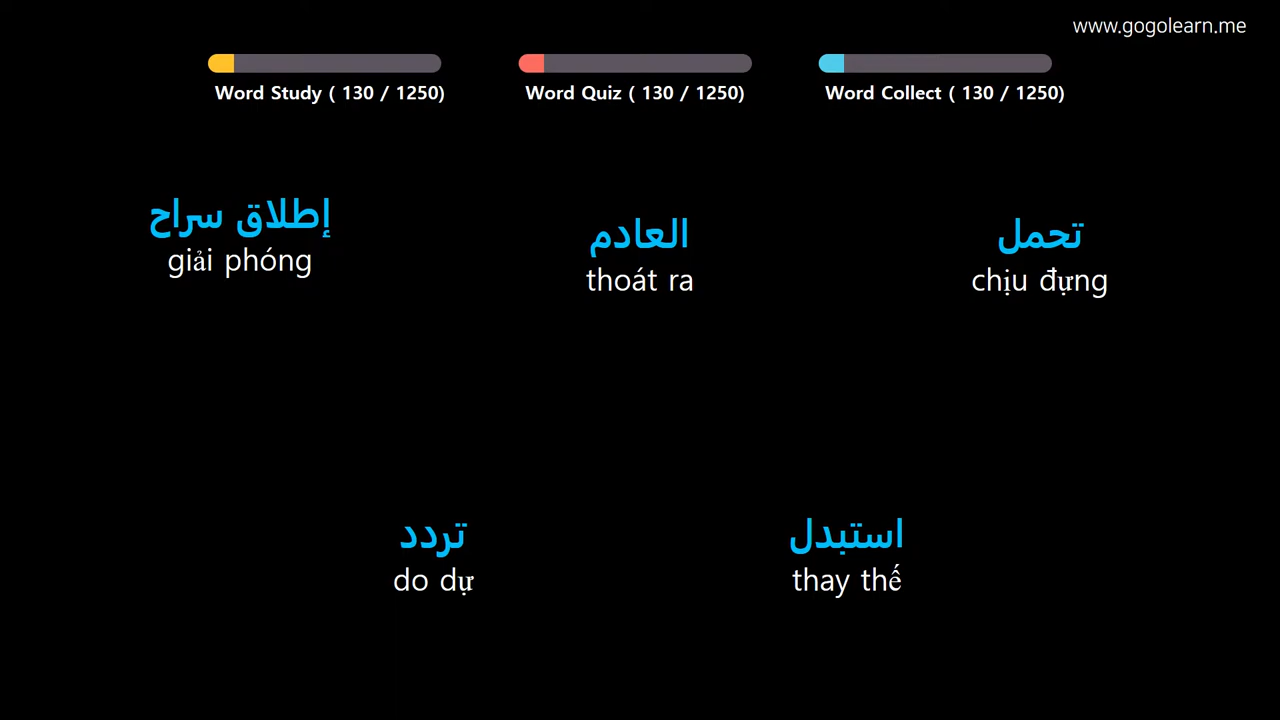 www.gogolearn.me
Word Study ( 130 / 1250)
Word Quiz ( 130 / 1250)
Word Collect ( 130 / 1250)
إطلاق سراح
giải phóng
العادم
thoát ra
تحمل
chịu đựng
تردد
do dự
استبدل
thay thế